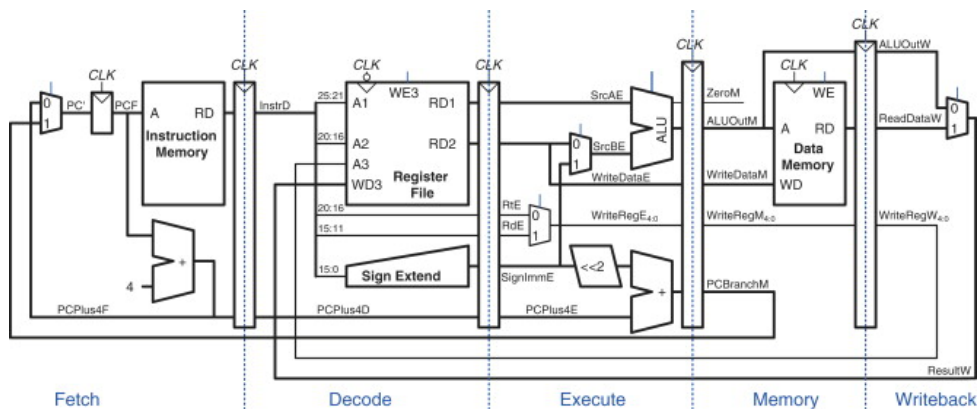 CLK
CLK
CLK
CLK
CLK
CLK
CLK
ALUOutW
0
1
PC'
PCF
A RD
Instruction
Memory
InstrD
25:21
A1
WE3
RD1
20:16
A2
RD2
A3
WD3
Register
File
SrcAE
0
1
SrcBE
ALU
ZeroM
ALUOutM
WE
A RD
Data
Memory
WD
ReadDataW
0
1
WriteDataE
WriteDataM
20:16
RtE
0
15:11
RdE
1
WriteRegE4:0
WriteRegM4:0
WriteRegW4:0
+
4
15:0
Sign Extend
SignImmE
<<2
+
PCBranchM
PCPlus4F
PCPlus4D
PCPlus4E
ResultW
Fetch
Decode
Execute
Memory
Writeback